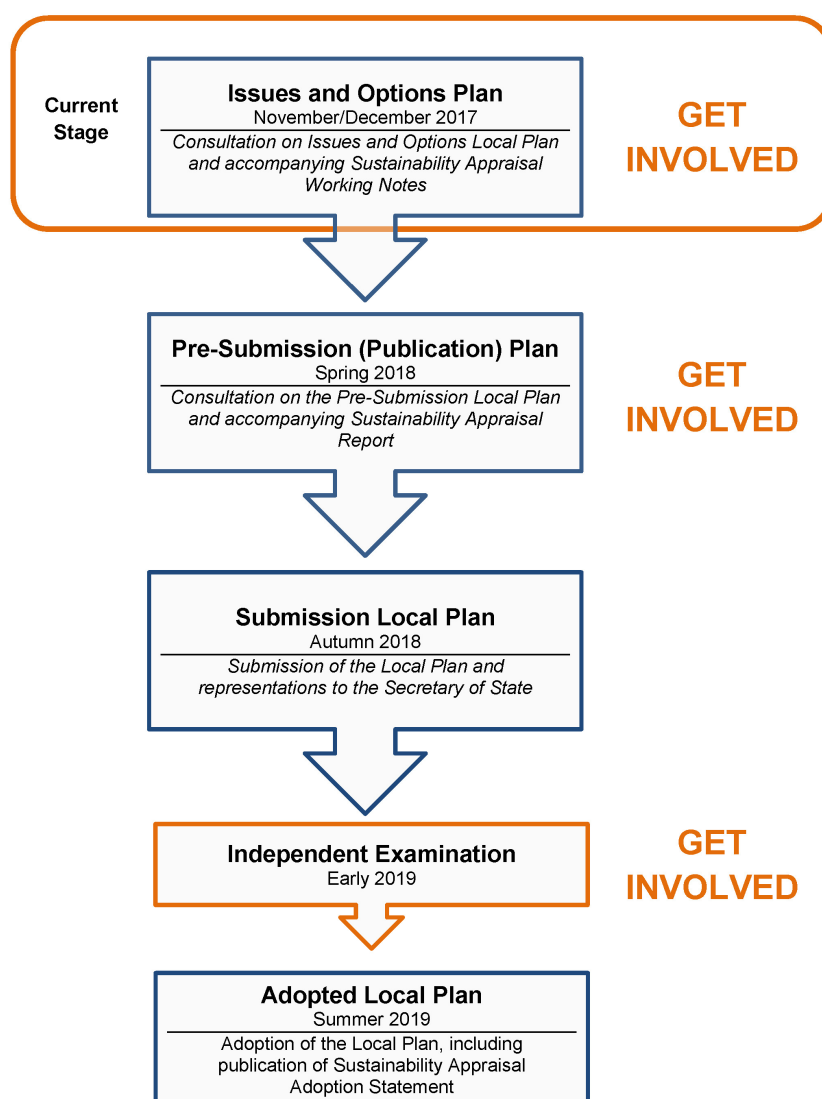 Current
Stage
Issues and Options Plan
November/December 2017
Consultation on Issues and Options Local Plan
and accompanying Sustainability Appraisal
Working Notes
GET
INVOLVED
Pre-Submission (Publication) Plan
Spring 2018
Consultation on the Pre-Submission Local Plan
and accompanying Sustainability Appraisal
Report
GET
INVOLVED
Submission Local Plan
Autumn 2018
Submission of the Local Plan and
representations to the Secretary of State
Independent Examination
Early 2019
GET
INVOLVED
Adopted Local Plan
Summer 2019
Adoption of the Local Plan, including
publication of Sustainability Appraisal
Adoption Statement